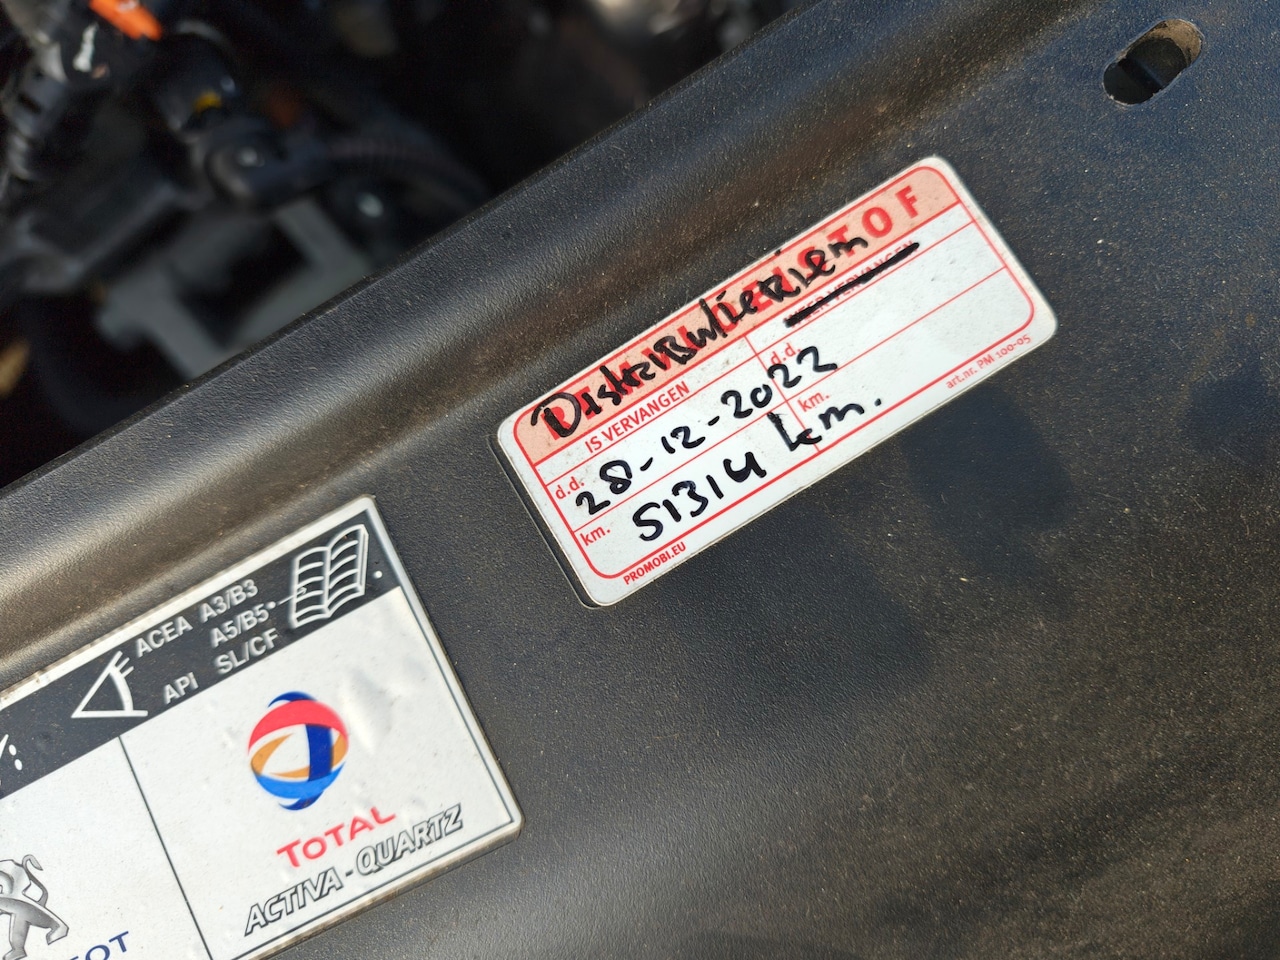 Distributieriem
IS VERVANGEN
d.d. 28-12-2022
km. 51314 km.
d.d.
km.
PROMOBI.EU
art.nr. PM 100-05
ACEA A3/B3
A5/B5
API SL/CF
TOTAL
ACTIVA-QUARTZ